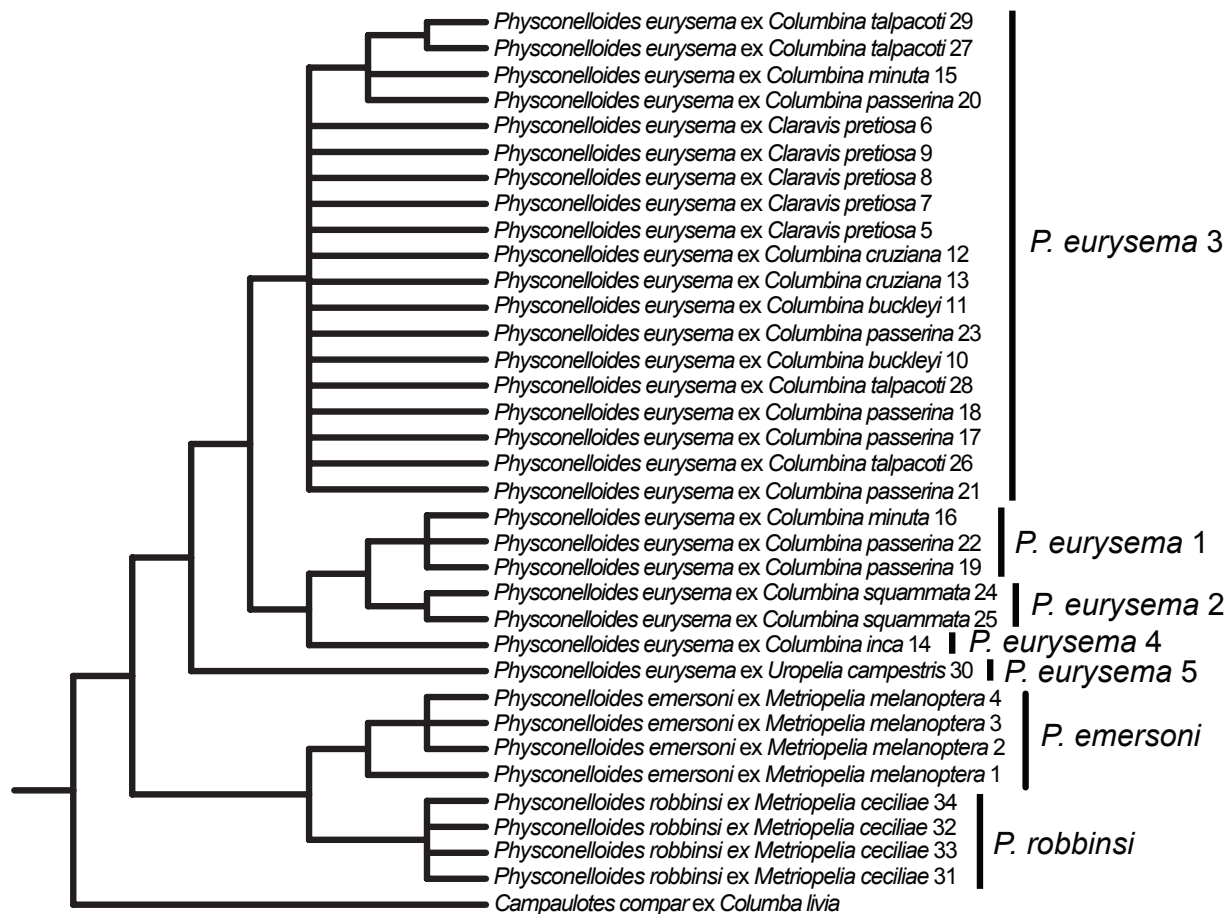 Physconelloides eurysema ex Columbina talpacoti 29
Physconelloides eurysema ex Columbina talpacoti 27
Physconelloides eurysema ex Columbina minuta 15
Physconelloides eurysema ex Columbina passerina 20
Physconelloides eurysema ex Claravis pretiosa 6
Physconelloides eurysema ex Claravis pretiosa 9
Physconelloides eurysema ex Claravis pretiosa 8
Physconelloides eurysema ex Claravis pretiosa 7
Physconelloides eurysema ex Claravis pretiosa 5
Physconelloides eurysema ex Columbina cruziana 12
Physconelloides eurysema ex Columbina cruziana 13
Physconelloides eurysema ex Columbina buckleyi 11
Physconelloides eurysema ex Columbina passerina 23
Physconelloides eurysema ex Columbina buckleyi 10
Physconelloides eurysema ex Columbina talpacoti 28
Physconelloides eurysema ex Columbina passerina 18
Physconelloides eurysema ex Columbina passerina 17
Physconelloides eurysema ex Columbina talpacoti 26
Physconelloides eurysema ex Columbina passerina 21
P. eurysema 3
Physconelloides eurysema ex Columbina minuta 16
Physconelloides eurysema ex Columbina passerina 22
Physconelloides eurysema ex Columbina passerina 19
P. eurysema 1
Physconelloides eurysema ex Columbina squammata 24
Physconelloides eurysema ex Columbina squammata 25
P. eurysema 2
Physconelloides eurysema ex Columbina inca 14
P. eurysema 4
Physconelloides eurysema ex Uropelia campestris 30
P. eurysema 5
Physconelloides emersoni ex Metriopelia melanoptera 4
Physconelloides emersoni ex Metriopelia melanoptera 3
Physconelloides emersoni ex Metriopelia melanoptera 2
Physconelloides emersoni ex Metriopelia melanoptera 1
P. emersoni
Physconelloides robbinsi ex Metriopelia ceciliae 34
Physconelloides robbinsi ex Metriopelia ceciliae 32
Physconelloides robbinsi ex Metriopelia ceciliae 33
Physconelloides robbinsi ex Metriopelia ceciliae 31
P. robbinsi
Campaulotes compar ex Columba livia